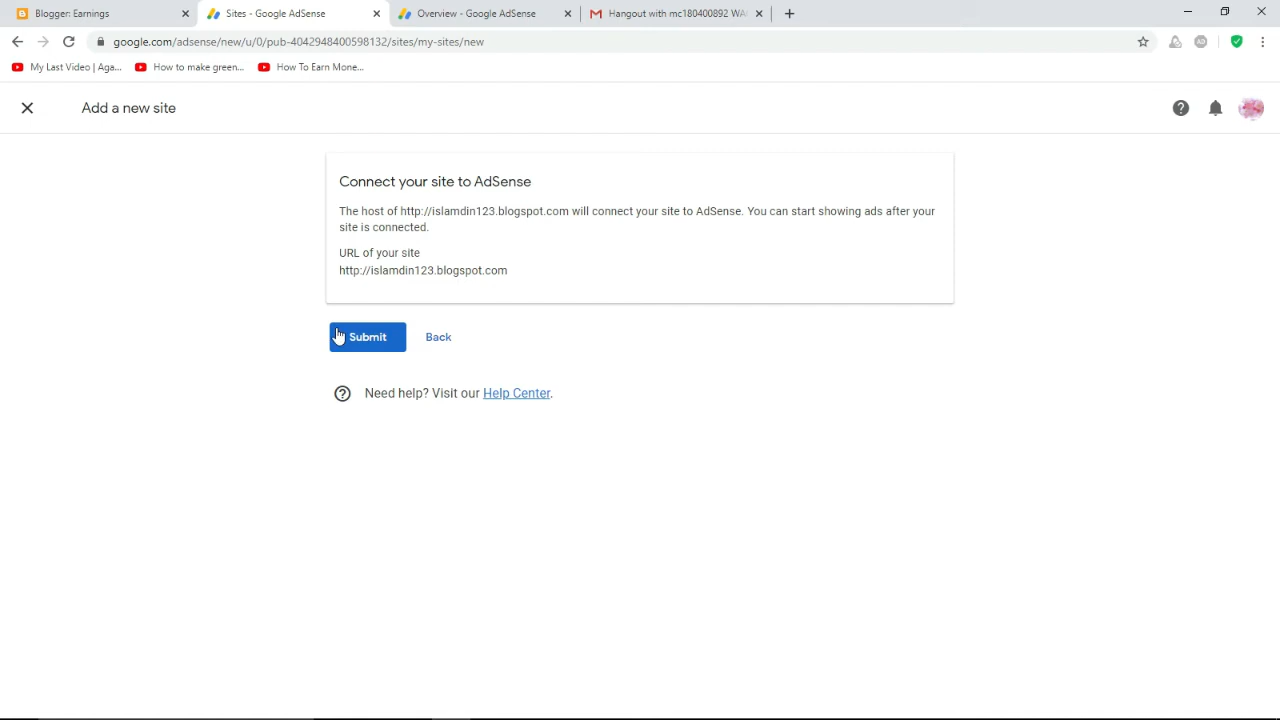 Blogger: Earnings
Sites - Google AdSense
Overview - Google AdSense
Hangout with mc180400892 WA
google.com/adsense/new/u/0/pub-4042948400598132/sites/my-sites/new
My Last Video | Aga...
How to make green...
How To Earn Mone...
Add a new site
Connect your site to AdSense
The host of http://islamdin123.blogspot.com will connect your site to AdSense. You can start showing ads after your
site is connected.
URL of your site
http://islamdin123.blogspot.com
Submit
Back
Need help? Visit our Help Center.